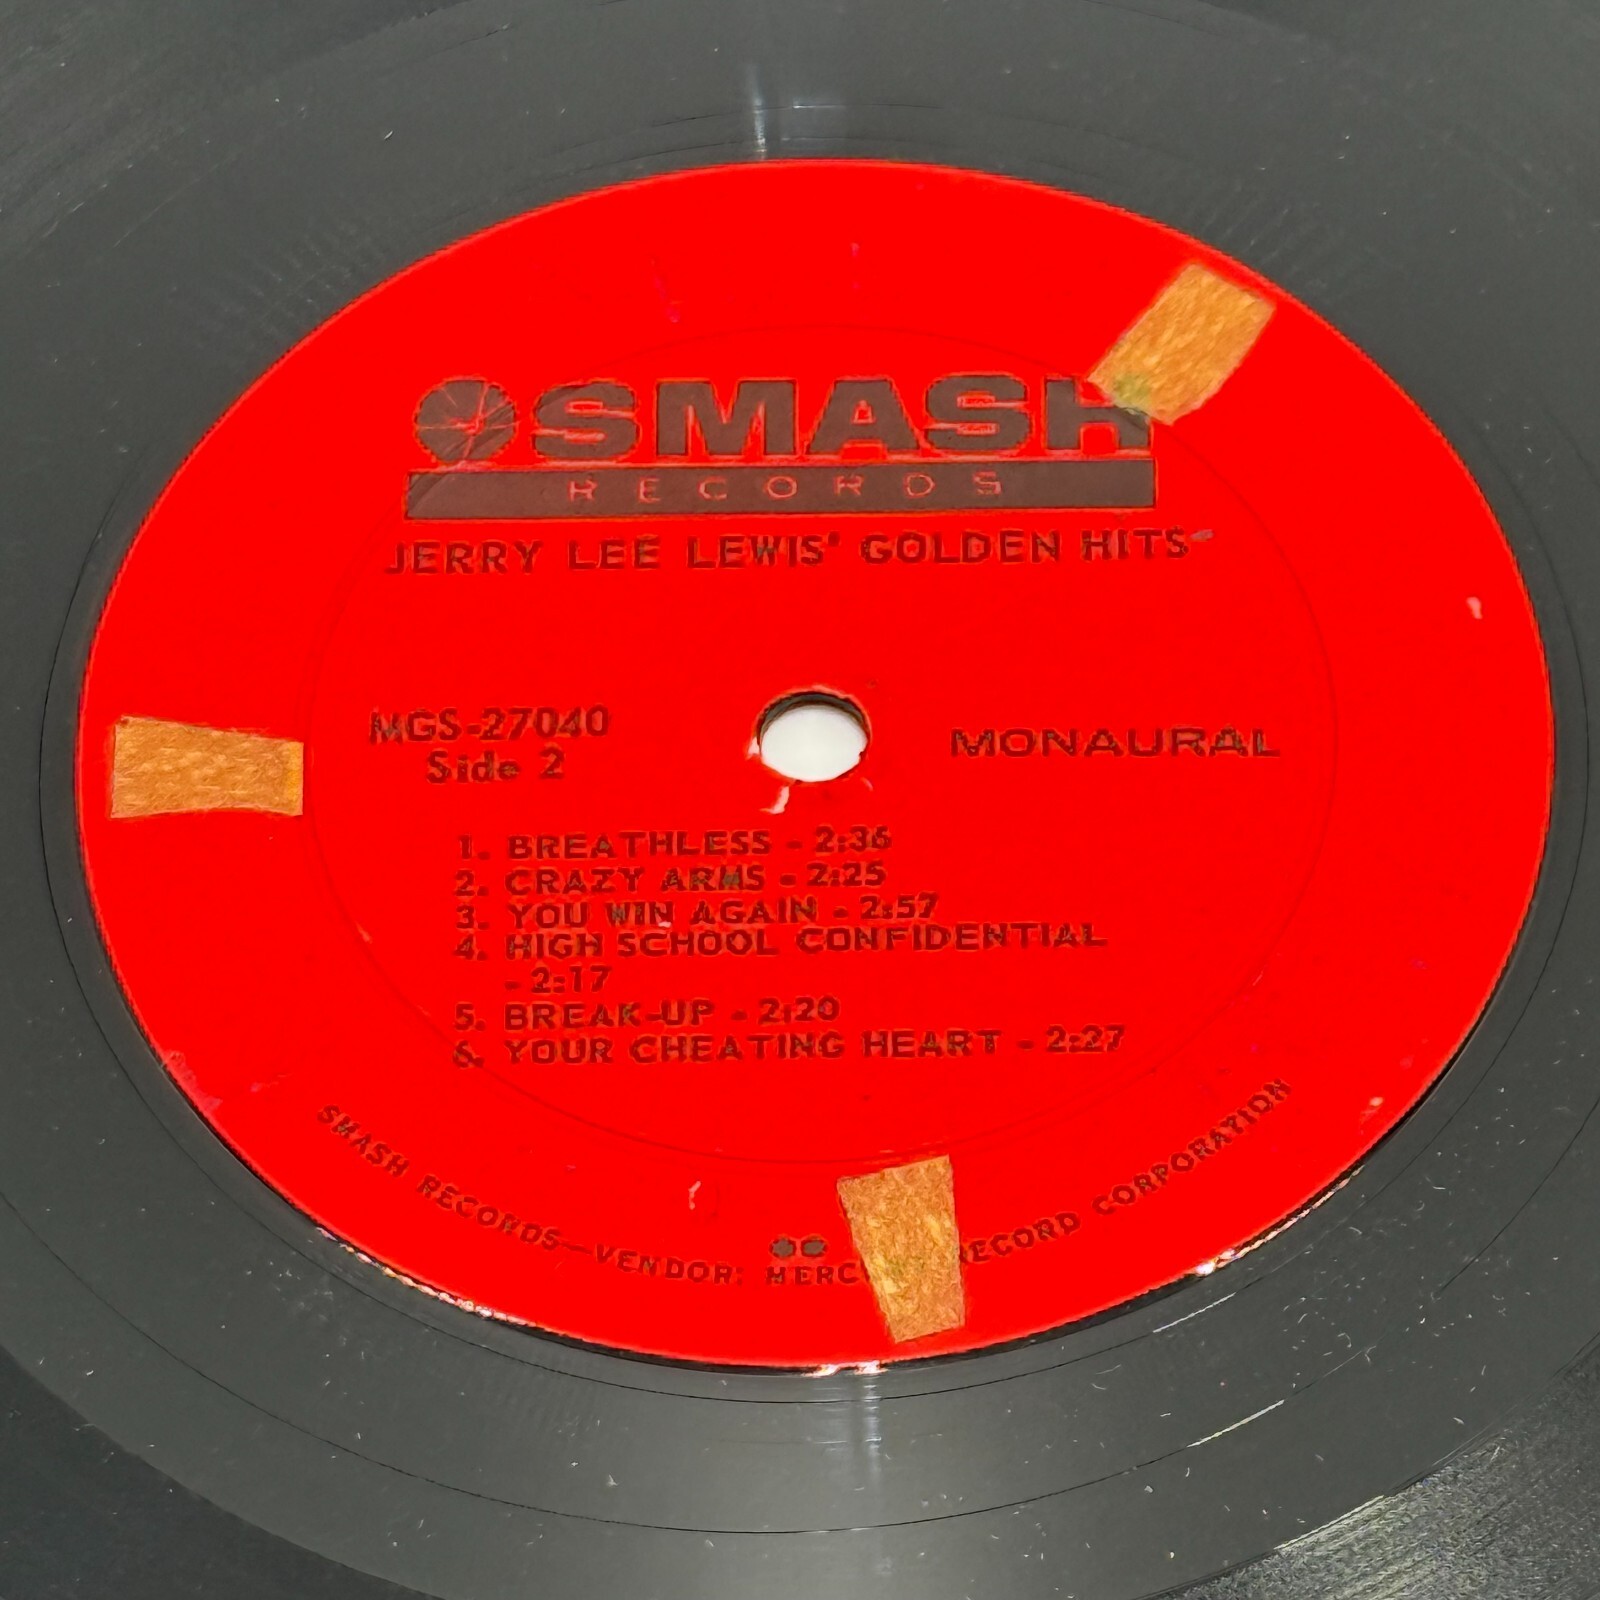 SMASH
RECORDS
JERRY LEE LEWIS' GOLDEN HITS
MGS-27040
Side 2
MONAURAL
1. BREATHLESS - 2:36
2. CRAZY ARMS - 2:25
3. YOU WIN AGAIN - 2:57
4. HIGH SCHOOL CONFIDENTIAL
- 2:17
5. BREAK-UP - 2:20
6. YOUR CHEATING HEART - 2:27
SMASH RECORDS—VENDOR: MERCU ECORD CORPORATION